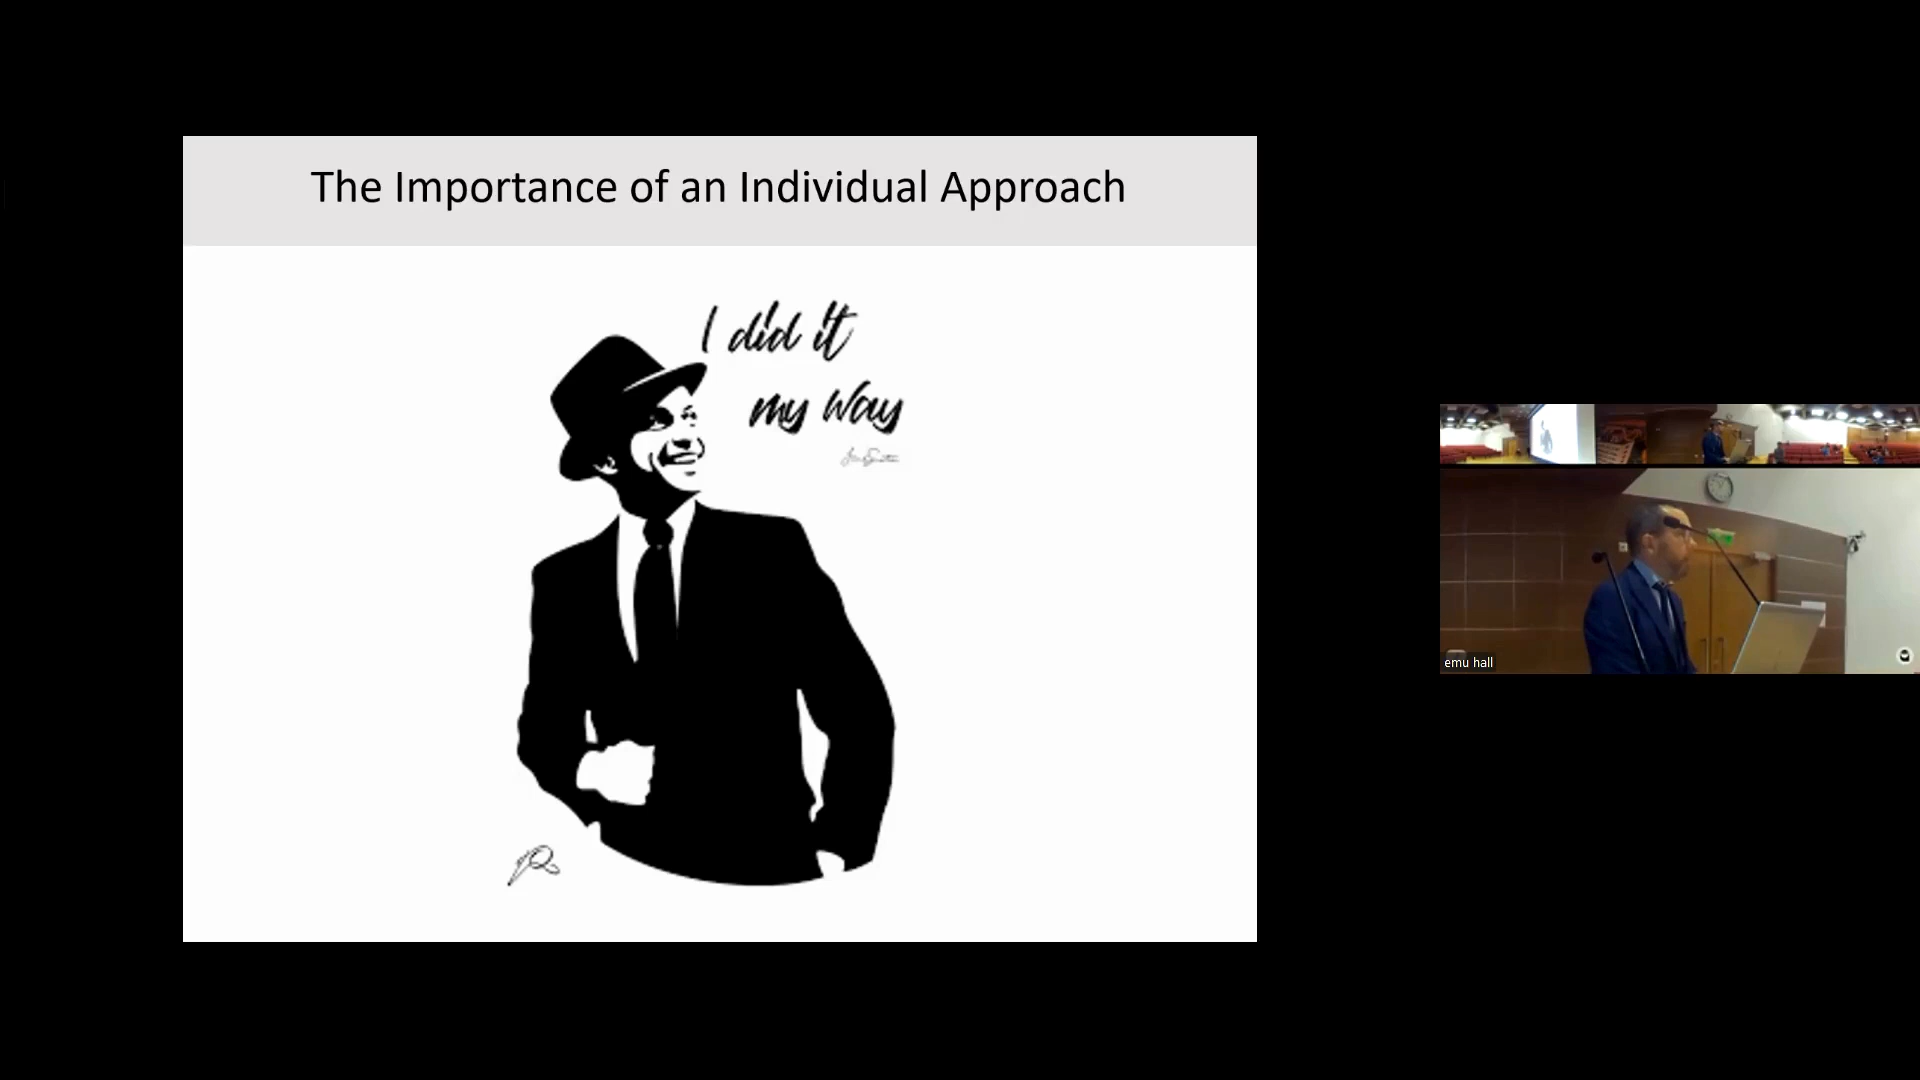 The Importance of an Individual Approach
I did it
my way
emu hall